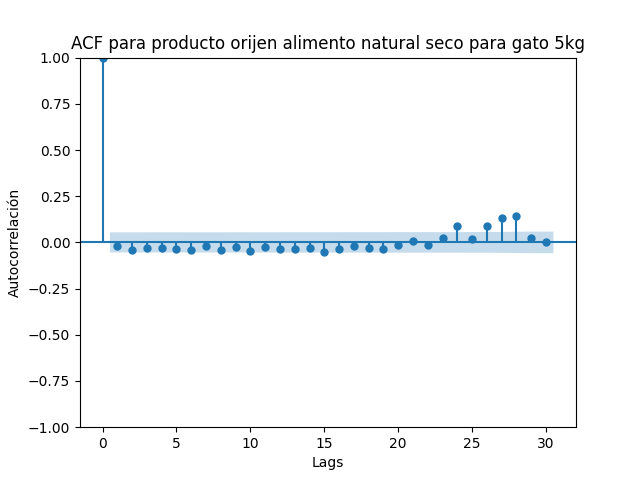 ACF para producto orijen alimento natural seco para gato 5kg
1.00
0.75
0.50
0.25
0.00
−0.25
−0.50
−0.75
−1.00
Autocorrelación
0 5 10 15 20 25 30
Lags